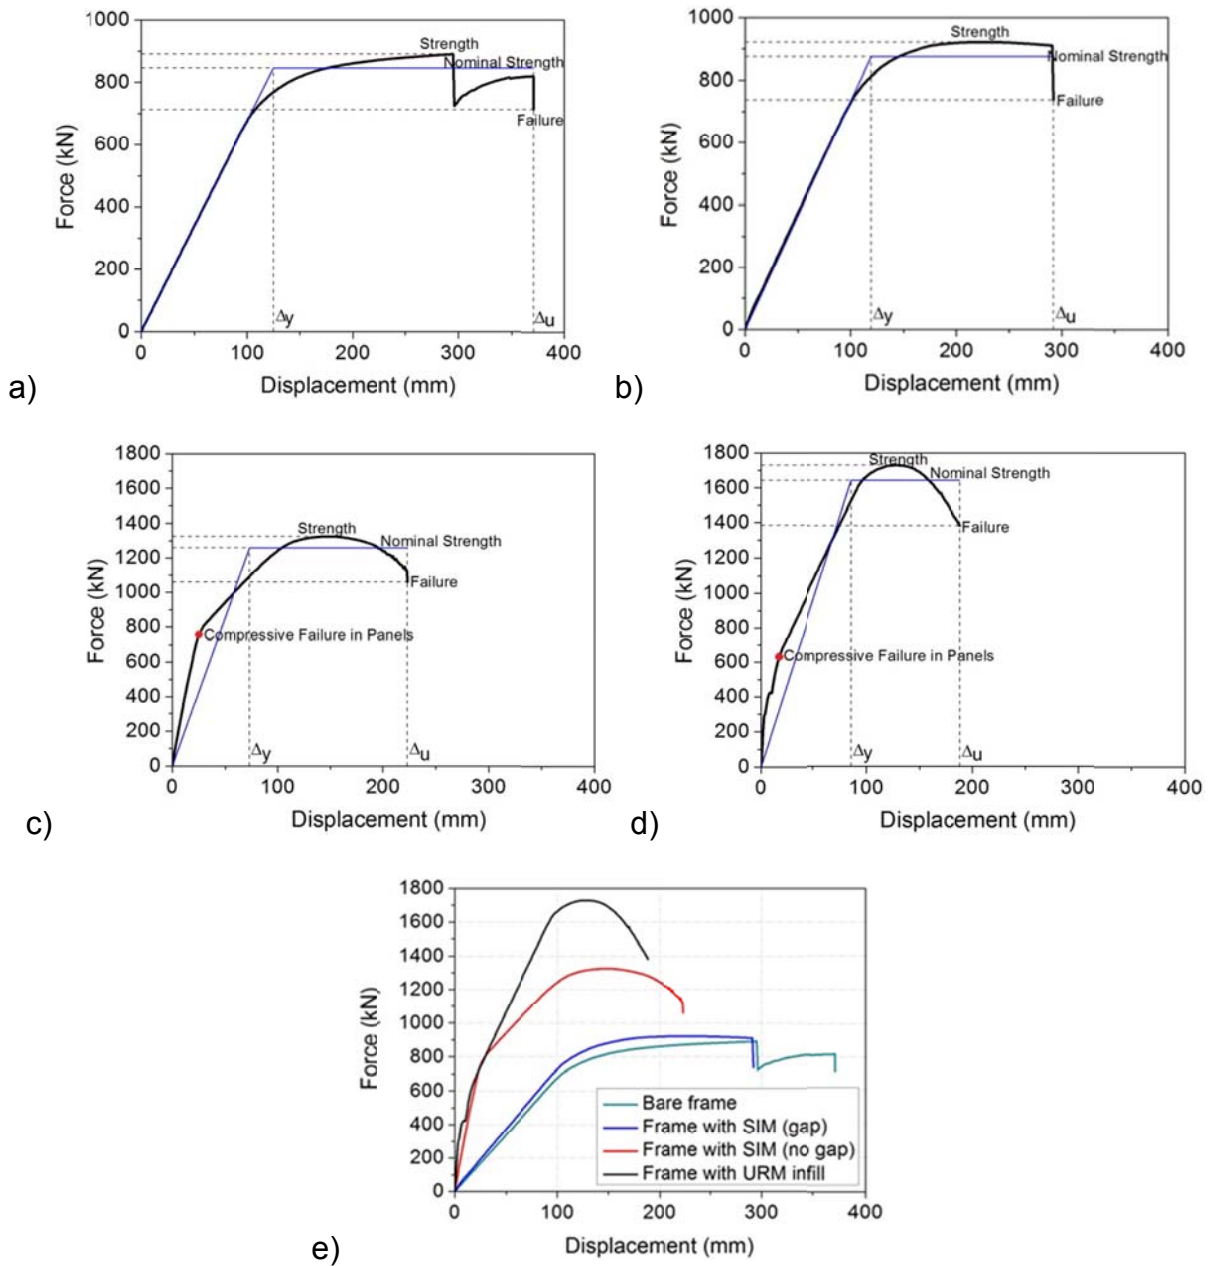 1000
800
600
400
200
0
Force (kN)
Strength
Nominal Strength
Failure
Δy
Δu
0 100 200 300 400
Displacement (mm)
a)
1000
800
600
400
200
0
Force (kN)
Strength
Nominal Strength
Failure
Δy
Δu
0 100 200 300 400
Displacement (mm)
b)
1800
1600
1400
1200
1000
800
600
400
200
0
Force (kN)
Strength
Nominal Strength
Failure
Compressive Failure in Panels
Δy
Δu
0 100 200 300 400
Displacement (mm)
c)
1800
1600
1400
1200
1000
800
600
400
200
0
Force (kN)
Strength
Nominal Strength
Failure
Compressive Failure in Panels
Δy
Δu
0 100 200 300 400
Displacement (mm)
d)
1800
1600
1400
1200
1000
800
600
400
200
0
Force (kN)
Bare frame
Frame with SIM (gap)
Frame with SIM (no gap)
Frame with URM infill
0 100 200 300 400
Displacement (mm)
e)